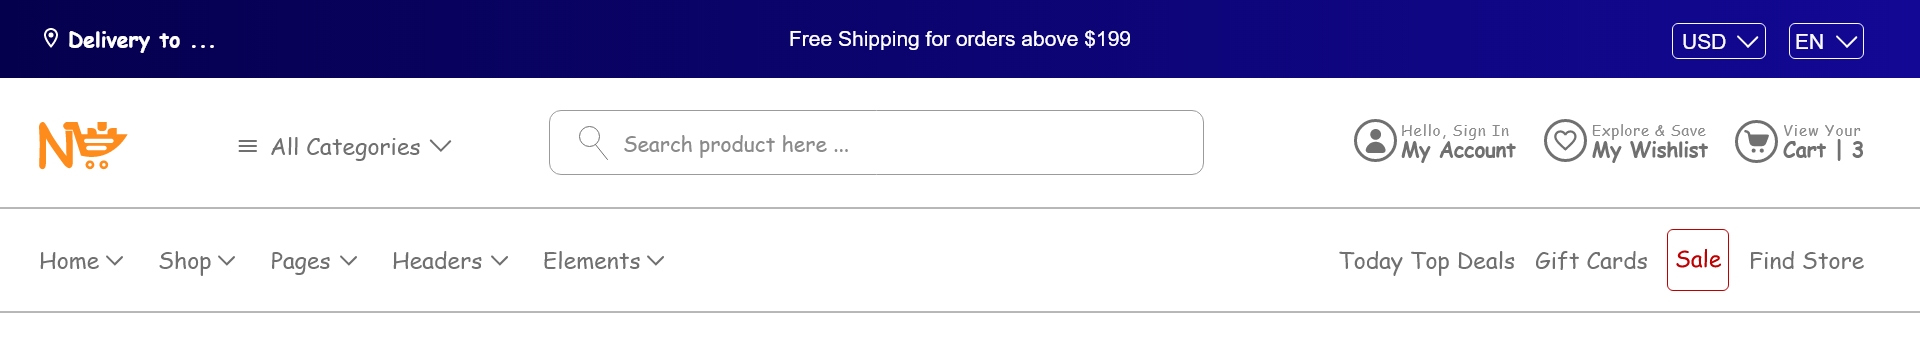 Delivery to ...
Free Shipping for orders above $199
USD
EN
N
All Categories
Search product here ...
Hello, Sign In
My Account
Explore & Save
My Wishlist
View Your
Cart | 3
Home
Shop
Pages
Headers
Elements
Today Top Deals
Gift Cards
Sale
Find Store